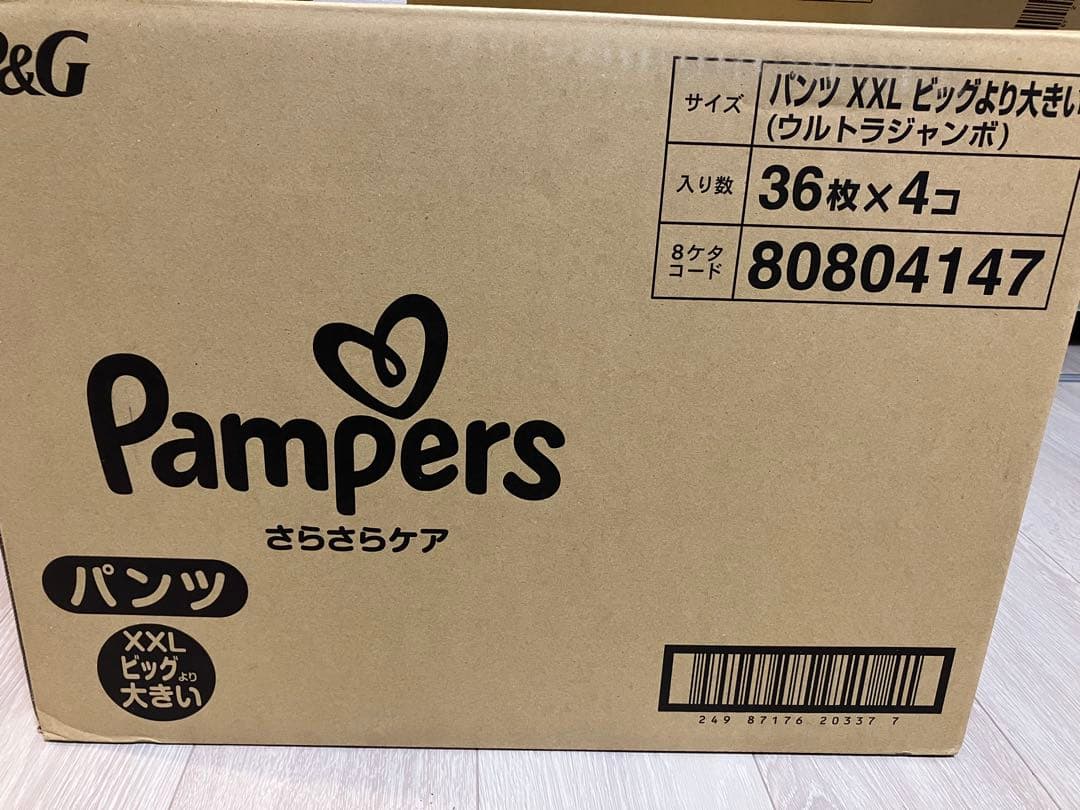 P&G
サイズ
パンツ XXL ビッグより大きい
(ウルトラジャンボ)
入り数
36枚×4コ
8ケタ
コード
80804147
Pampers
さらさらケア
パンツ
XXL
ビッグより
大きい
249 87176 20337 7